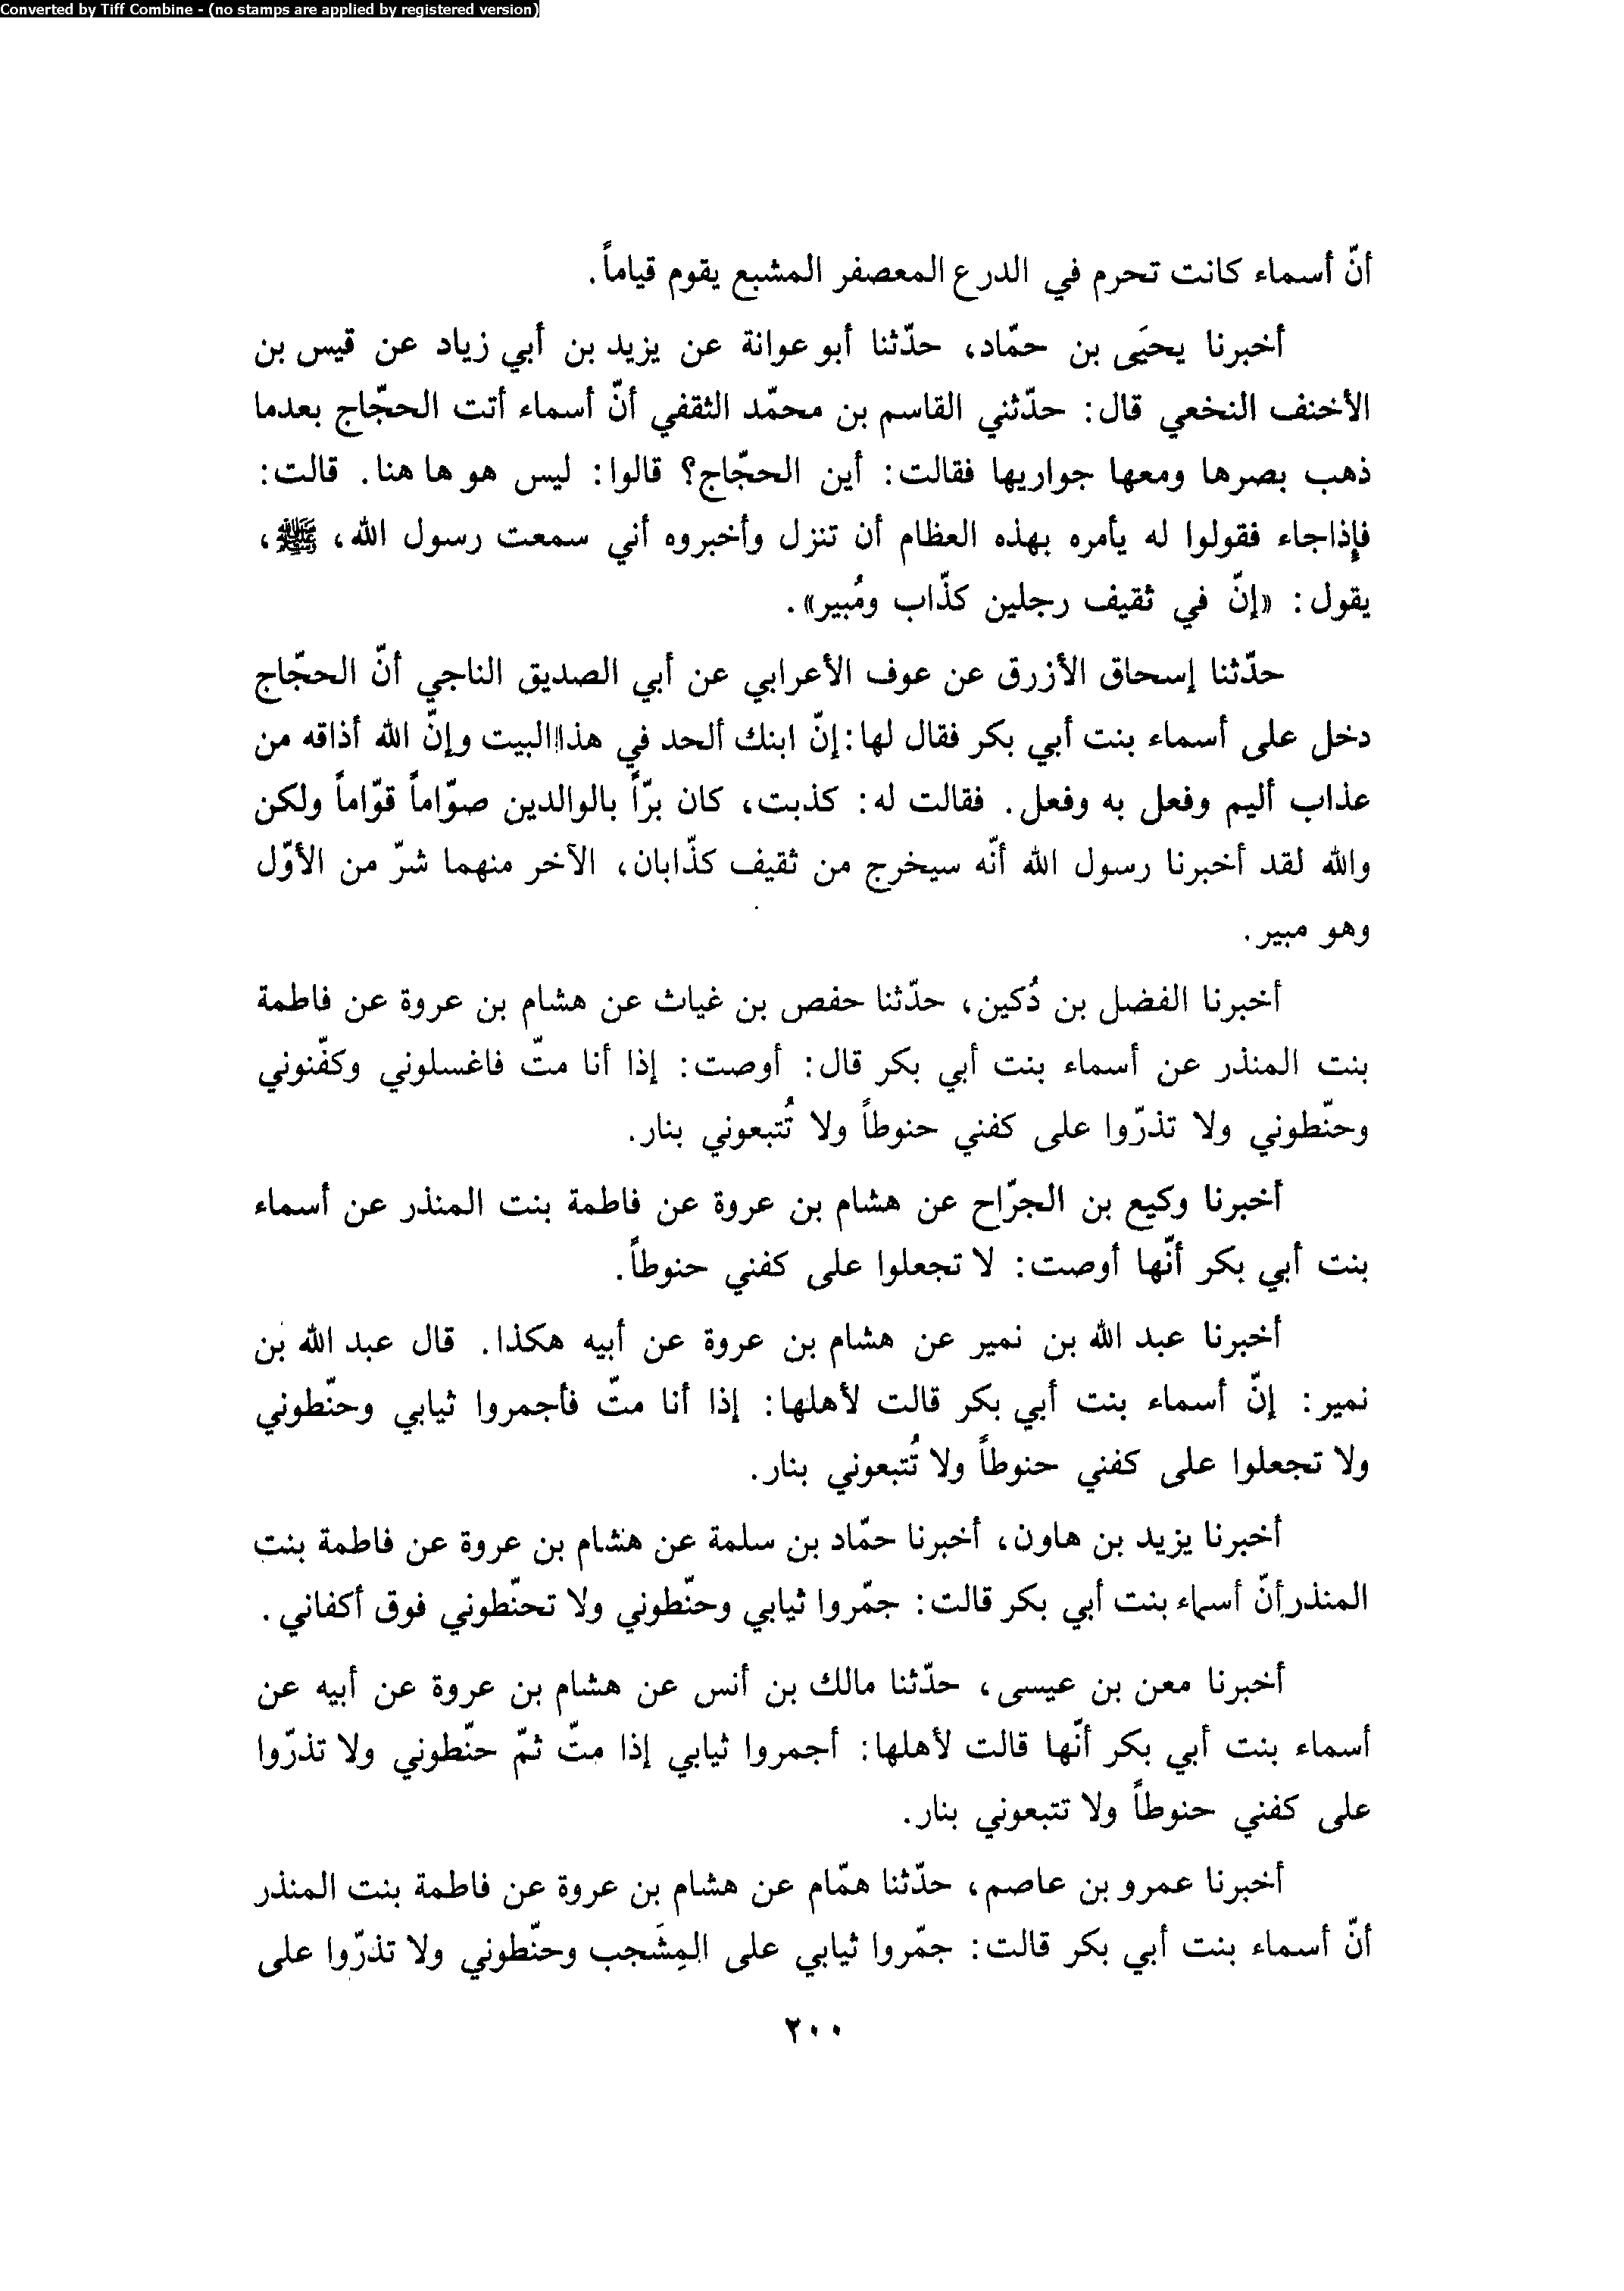 Converted by Tiff Combine - (no stamps are applied by registered version)
أنّ أسماء كانت تحرم في الدرع المعصفر المشبع يقوم قياماً.
أخبرنا يحيَى بن حمّاد، حدّثنا أبو عوانة عن يزيد بن أبي زياد عن قيس بن
الأخنف النخعي قال: حدّثني القاسم بن محمّد الثقفي أنّ أسماء أتت الحجّاج بعدما
ذهب بصرها ومعها جواريها فقالت: أين الحجّاج؟ قالوا: ليس هو ها هنا. قالت:
فإذاجاء فقولوا له يأمره بهذه العظام أن تنزل وأخبروه أني سمعت رسول الله، ﷺ،
يقول: «إنّ في ثقيف رجلين كذّاب ومُبير».
حدّثنا إسحاق الأزرق عن عوف الأعرابي عن أبي الصديق الناجي أنّ الحجّاج
دخل على أسماء بنت أبي بكر فقال لها:إنّ ابنك ألحد في هذا البيت وإنّ الله أذاقه من
عذاب أليم وفعل به وفعل. فقالت له: كذبت، كان برّاً بالوالدين صوّاماً قوّاماً ولكن
والله لقد أخبرنا رسول الله أنّه سيخرج من ثقيف كذّابان، الآخر منهما شرّ من الأوّل
وهو مبير.
أخبرنا الفضل بن دُكين، حدّثنا حفص بن غياث عن هشام بن عروة عن فاطمة
بنت المنذر عن أسماء بنت أبي بكر قال: أوصت: إذا أنا متّ فاغسلوني وكفّنوني
وحنّطوني ولا تذرّوا على كفني حنوطاً ولا تُتبعوني بنار.
أخبرنا وكيع بن الجرّاح عن هشام بن عروة عن فاطمة بنت المنذر عن أسماء
بنت أبي بكر أنّها أوصت: لا تجعلوا على كفني حنوطاً.
أخبرنا عبد الله بن نمير عن هشام بن عروة عن أبيه هكذا. قال عبد الله بن
نمير: إنّ أسماء بنت أبي بكر قالت لأهلها: إذا أنا متّ فأجمروا ثيابي وحنّطوني
ولا تجعلوا على كفني حنوطاً ولا تُتبعوني بنار.
أخبرنا يزيد بن هاون، أخبرنا حمّاد بن سلمة عن هشام بن عروة عن فاطمة بنت
المنذرأنّ أسماء بنت أبي بكر قالت: جمّروا ثيابي وحنّطوني ولا تحنّطوني فوق أكفاني.
أخبرنا معن بن عيسى، حدّثنا مالك بن أنس عن هشام بن عروة عن أبيه عن
أسماء بنت أبي بكر أنّها قالت لأهلها: أجمروا ثيابي إذا متّ ثمّ حنّطوني ولا تذرّوا
على كفني حنوطاً ولا تتبعوني بنار.
أخبرنا عمرو بن عاصم، حدّثنا همّام عن هشام بن عروة عن فاطمة بنت المنذر
أنّ أسماء بنت أبي بكر قالت: جمّروا ثيابي على المِشَجب وحنّطوني ولا تذرّوا على
٢٠٠